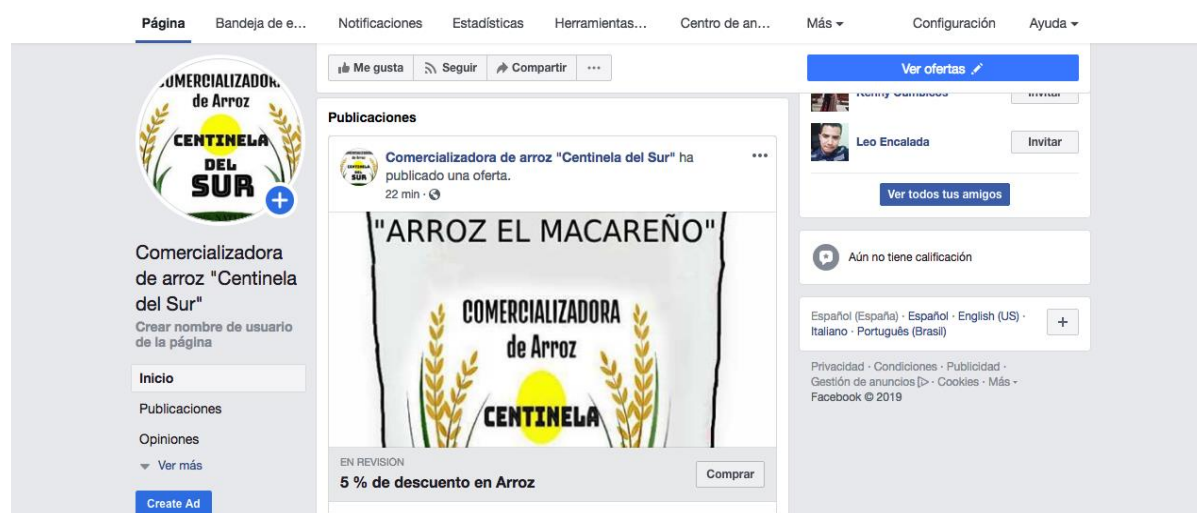 Página Bandeja de e... Notificaciones Estadísticas Herramientas... Centro de an... Más Configuración Ayuda
COMERCIALIZADORA
de Arroz
CENTINELA
DEL
SUR
Comercializadora
de arroz "Centinela
del Sur"
Crear nombre de usuario
de la página
Inicio
Publicaciones
Opiniones
Ver más
Create Ad
Me gusta Seguir Compartir ...
Publicaciones
Comercializadora de arroz "Centinela del Sur" ha
publicado una oferta.
22 min ·
"ARROZ EL MACAREÑO"
COMERCIALIZADORA
de Arroz
CENTINELA
EN REVISIÓN
5 % de descuento en Arroz
Comprar
Ver ofertas
Leo Encalada Invitar
Ver todos tus amigos
Aún no tiene calificación
Español (España) · Español · English (US) ·
Italiano · Português (Brasil)
+
Privacidad · Condiciones · Publicidad ·
Gestión de anuncios · Cookies · Más
Facebook © 2019